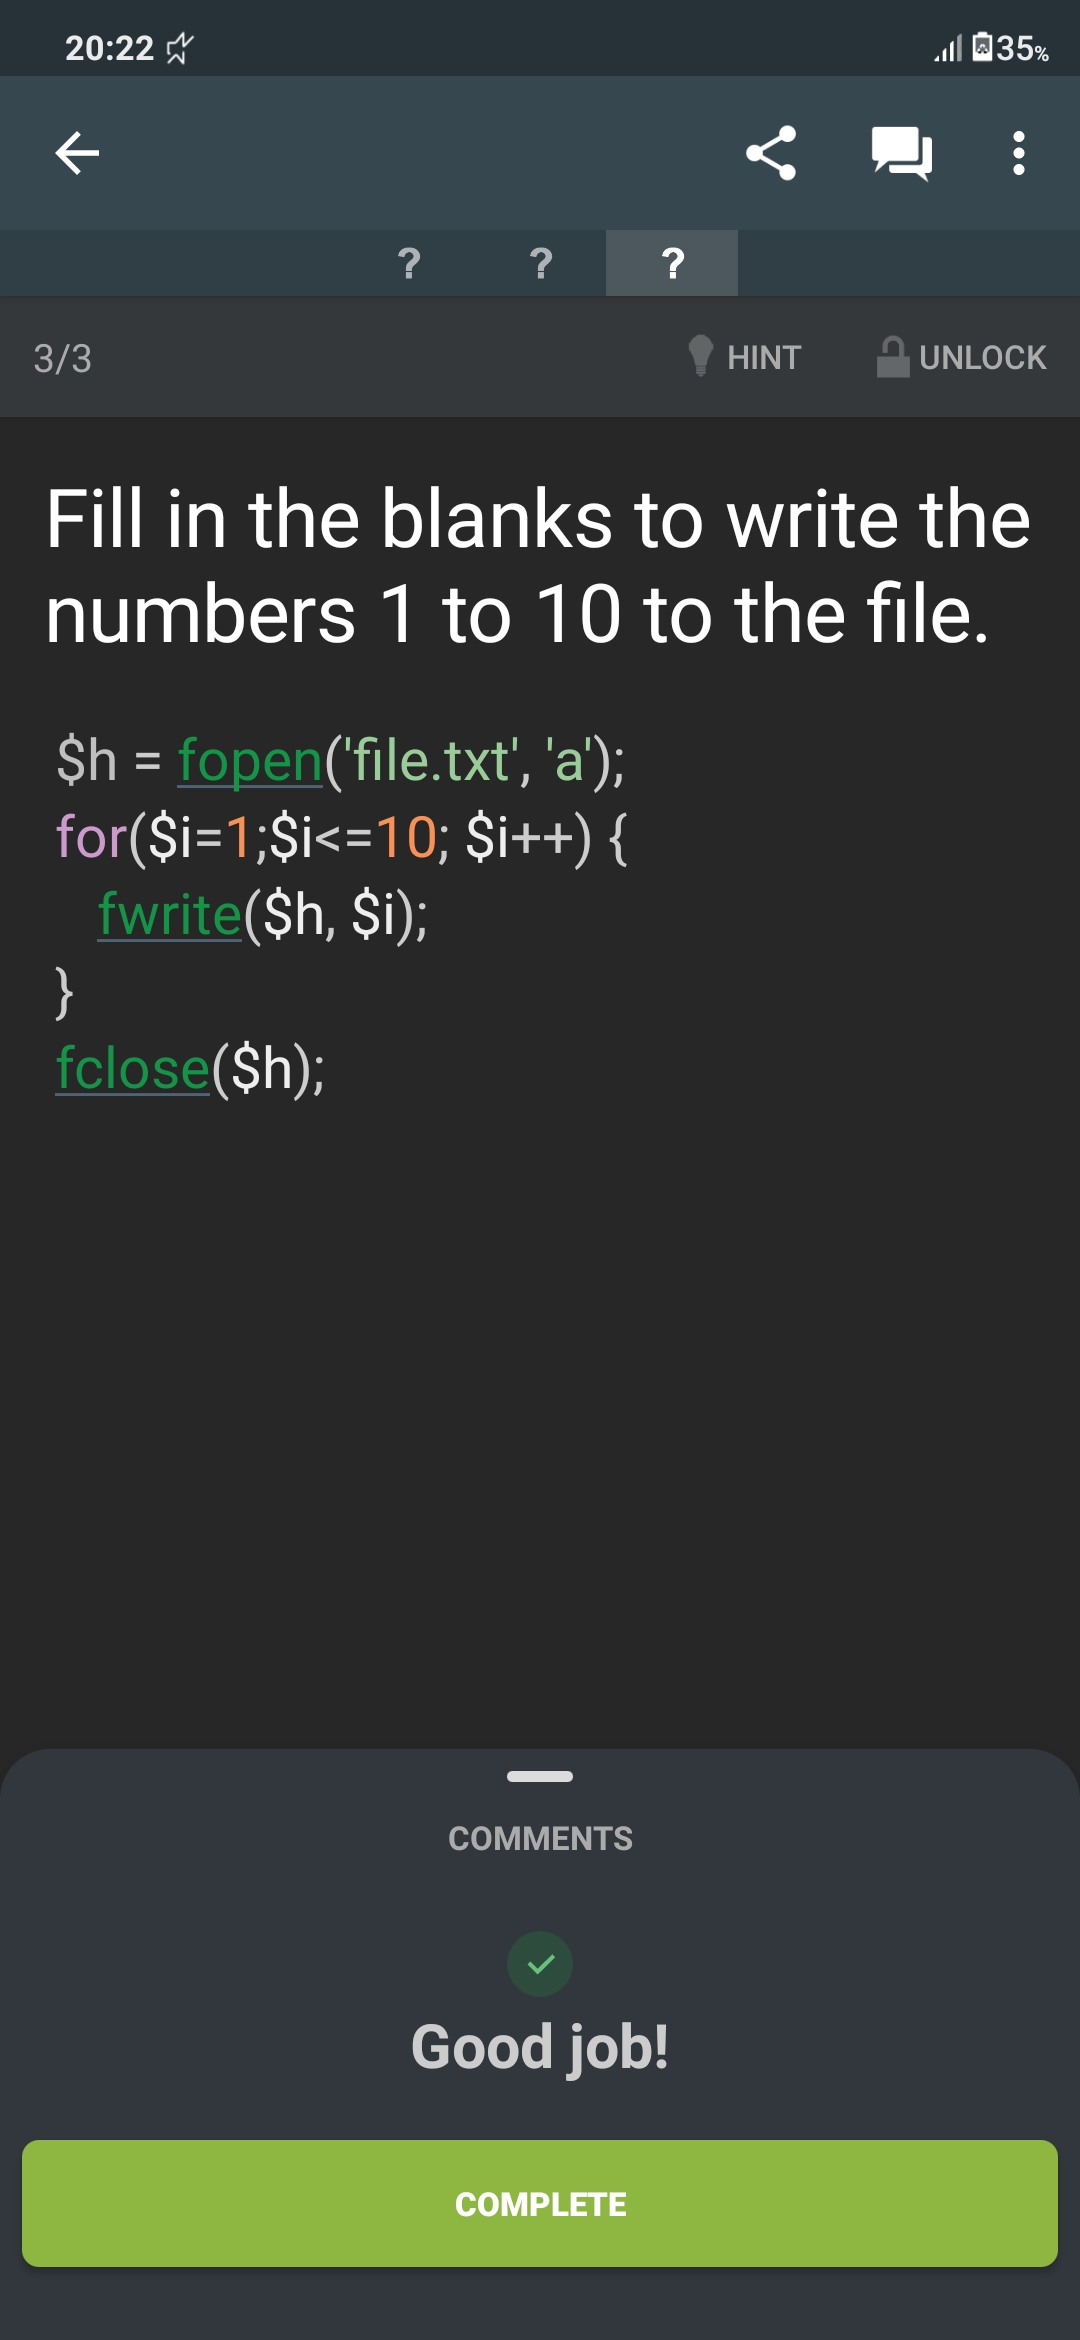 20:22
35%
? ? ?
3/3 HINT UNLOCK
Fill in the blanks to write the
numbers 1 to 10 to the file.
$h = fopen('file.txt', 'a');
for($i=1;$i<=10; $i++) {
fwrite($h, $i);
}
fclose($h);
COMMENTS
Good job!
COMPLETE